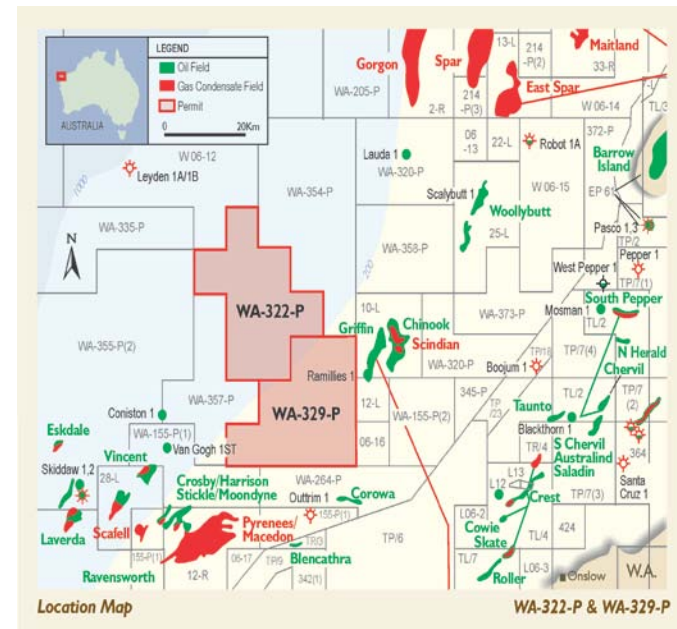 LEGEND
Oil Field
Gas Condensate Field
Permit
0 20Km
AUSTRALIA
Gorgon
Spar
13-L
214
-P(2)
Maitland
33-R
East Spar
WA-205-P
2-R
214
-P(3)
W 06-14
TL/3
W 06-12
Leyden 1A/1B
1000
Lauda 1
WA-320-P
06
-13
22-L
Robot 1A
372-P
Barrow
Island
WA-354-P
Scalybutt 1
Woollybutt
W 06-15
EP 61
Pasco 1,3
WA-335-P
25-L
TP/2
N
200
WA-358-P
West Pepper 1
Pepper 1
TP/7(1)
WA-322-P
10-L
Mosman 1
South Pepper
TL/2
Griffin
Chinook
Scindian
WA-373-P
WA-355-P(2)
Ramillies 1
WA-320-P
Boojum 1
TP/18
TP/7(4)
N Herald
Chervil
WA-357-P
WA-329-P
12-L
WA-155-P(2)
345-P
TP
/23
TL/2
TP/7
(2)
Coniston 1
Taunto
Eskdale
WA-155-P(1)
Van Gogh 1ST
06-16
Blackthorn 1
TR/4
S Chervil
Australind
Saladin
364
Vincent
Skiddaw 1,2
28-L
Crosby/Harrison
Stickle/Moondyne
WA-264-P
Outtrim 1
Corowa
L13
L12
Crest
TP/7(3)
Santa
Cruz 1
Laverda
Scafell
Pyrenees/
Macedon
155-P(1)
L06-2
Cowie
Skate
TL/4
424
155-P(1)
Ravensworth
12-R
06-17
TP/9
TR/3
342(1)
Blencathra
TP/6
TL/7
Roller
L06-3
Onslow
W.A.
Location Map
WA-322-P & WA-329-P